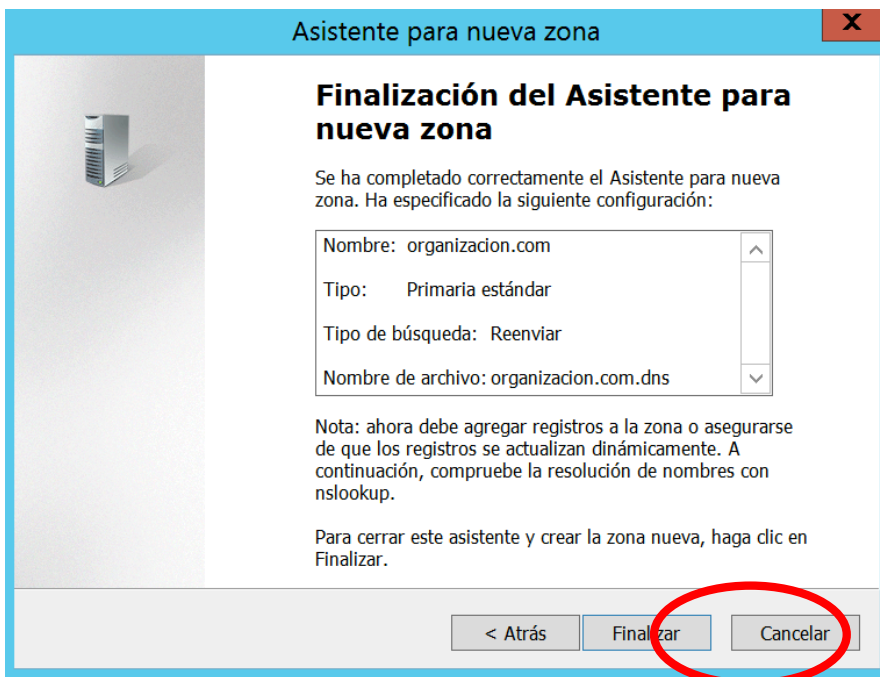 Asistente para nueva zona
X
Finalización del Asistente para
nueva zona
Se ha completado correctamente el Asistente para nueva
zona. Ha especificado la siguiente configuración:
Nombre: organizacion.com
Tipo: Primaria estándar
Tipo de búsqueda: Reenviar
Nombre de archivo: organizacion.com.dns
Nota: ahora debe agregar registros a la zona o asegurarse
de que los registros se actualizan dinámicamente. A
continuación, compruebe la resolución de nombres con
nslookup.
Para cerrar este asistente y crear la zona nueva, haga clic en
Finalizar.
< Atrás Finalizar Cancelar